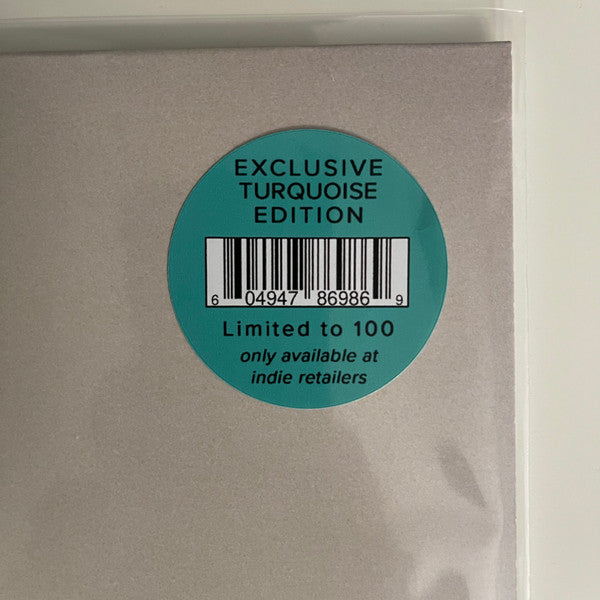 EXCLUSIVE
TURQUOISE
EDITION
6 04947 86986 9
Limited to 100
only available at
indie retailers